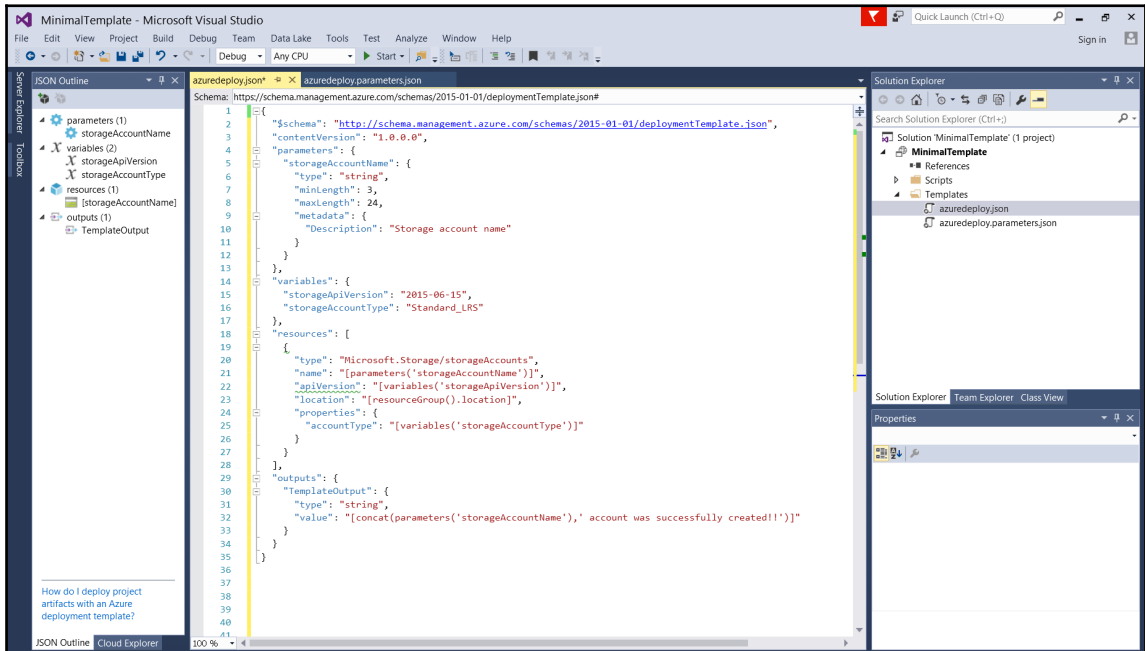 MinimalTemplate - Microsoft Visual Studio
Quick Launch (Ctrl+Q)
File Edit View Project Build Debug Team Data Lake Tools Test Analyze Window Help
Sign in
Debug Any CPU Start
Server Explorer
Toolbox
JSON Outline
parameters (1)
storageAccountName
variables (2)
storageApiVersion
storageAccountType
resources (1)
[storageAccountName]
outputs (1)
TemplateOutput
How do I deploy project
artifacts with an Azure
deployment template?
JSON Outline Cloud Explorer
azuredeploy.json* azuredeploy.parameters.json
Schema: https://schema.management.azure.com/schemas/2015-01-01/deploymentTemplate.json#
1 {
2 "$schema": "http://schema.management.azure.com/schemas/2015-01-01/deploymentTemplate.json",
3 "contentVersion": "1.0.0.0",
4 "parameters": {
5 "storageAccountName": {
6 "type": "string",
7 "minLength": 3,
8 "maxLength": 24,
9 "metadata": {
10 "Description": "Storage account name"
11 }
12 }
13 },
14 "variables": {
15 "storageApiVersion": "2015-06-15",
16 "storageAccountType": "Standard_LRS"
17 },
18 "resources": [
19 {
20 "type": "Microsoft.Storage/storageAccounts",
21 "name": "[parameters('storageAccountName')]",
22 "apiVersion": "[variables('storageApiVersion')]",
23 "location": "[resourceGroup().location]",
24 "properties": {
25 "accountType": "[variables('storageAccountType')]"
26 }
27 }
28 ],
29 "outputs": {
30 "TemplateOutput": {
31 "type": "string",
32 "value": "[concat(parameters('storageAccountName'),' account was successfully created!!')]"
33 }
34 }
35 }
36
37
38
39
40
41
100 %
Solution Explorer
Search Solution Explorer (Ctrl+;)
Solution 'MinimalTemplate' (1 project)
MinimalTemplate
References
Scripts
Templates
azuredeploy.json
azuredeploy.parameters.json
Solution Explorer Team Explorer Class View
Properties